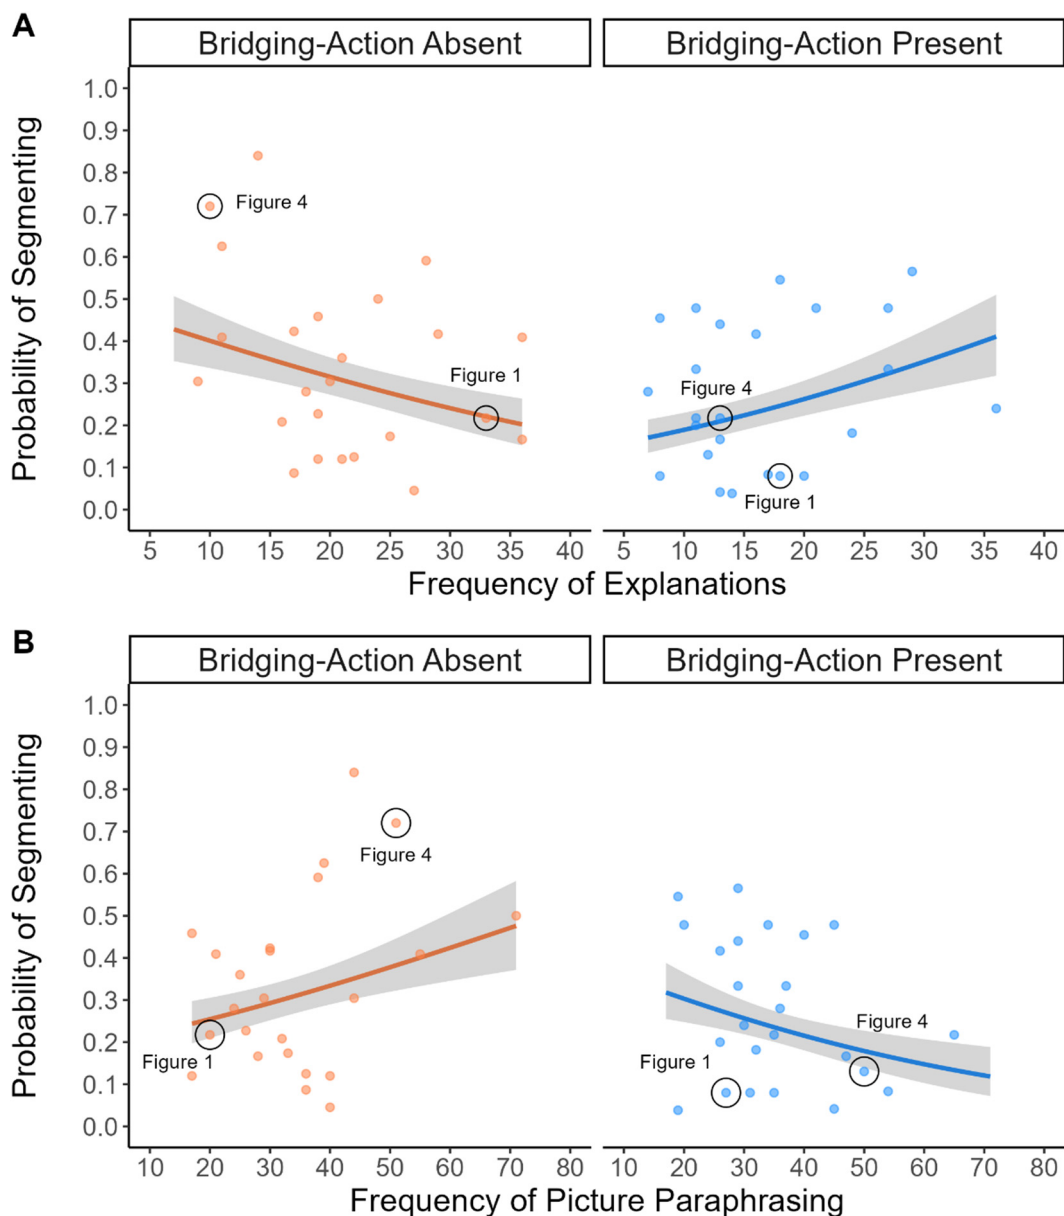 A
Bridging-Action Absent
Bridging-Action Present
Probability of Segmenting
1.0
0.9
0.8
0.7
0.6
0.5
0.4
0.3
0.2
0.1
0.0
Figure 4
Figure 1
Figure 4
Figure 1
5 10 15 20 25 30 35 40
5 10 15 20 25 30 35 40
Frequency of Explanations
B
Bridging-Action Absent
Bridging-Action Present
Probability of Segmenting
1.0
0.9
0.8
0.7
0.6
0.5
0.4
0.3
0.2
0.1
0.0
Figure 4
Figure 1
Figure 4
Figure 1
10 20 30 40 50 60 70 80
10 20 30 40 50 60 70 80
Frequency of Picture Paraphrasing